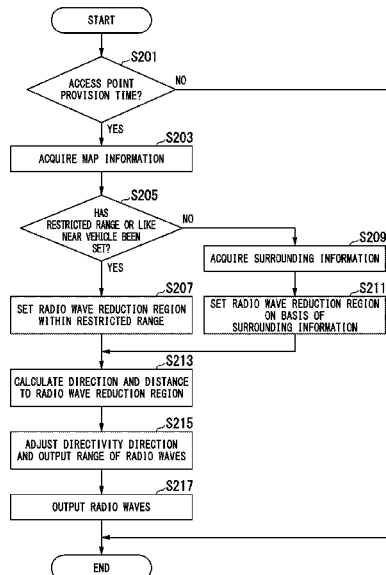 START
S201
ACCESS POINT
PROVISION TIME?
NO
YES
S203
ACQUIRE MAP INFORMATION
S205
HAS
RESTRICTED RANGE OR LIKE
NEAR VEHICLE BEEN
SET?
NO
YES
S209
ACQUIRE SURROUNDING INFORMATION
S207
SET RADIO WAVE REDUCTION REGION
WITHIN RESTRICTED RANGE
S211
SET RADIO WAVE REDUCTION REGION
ON BASIS OF
SURROUNDING INFORMATION
S213
CALCULATE DIRECTION AND DISTANCE
TO RADIO WAVE REDUCTION REGION
S215
ADJUST DIRECTIVITY DIRECTION
AND OUTPUT RANGE OF RADIO WAVES
S217
OUTPUT RADIO WAVES
END